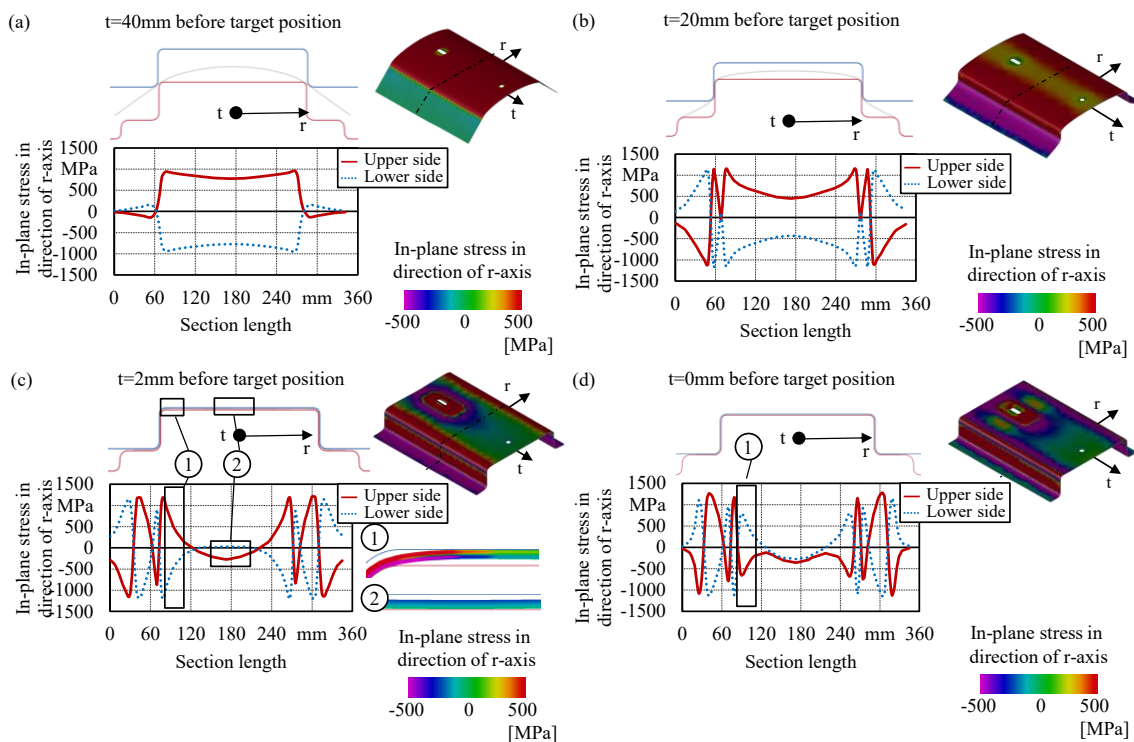 (a)
t=40mm before target position
r
t
t
r
1500
MPa
500
0
-500
-1000
1500
In-plane stress in
direction of r-axis
Upper side
Lower side
0
60
120
180
240
mm
360
Section length
In-plane stress in
direction of r-axis
-500
0
500
[MPa]
(b)
t=20mm before target position
r
t
t
r
1500
MPa
500
0
-500
-1000
1500
In-plane stress in
direction of r-axis
Upper side
Lower side
0
60
120
180
240
mm
360
Section length
In-plane stress in
direction of r-axis
-500
0
500
[MPa]
(c)
t=2mm before target position
r
t
t
r
1
2
1500
MPa
500
0
-500
1000
1500
In-plane stress in
direction of r-axis
Upper side
Lower side
1
2
0
60
120
180
240
mm
360
Section length
In-plane stress in
direction of r-axis
-500
0
500
[MPa]
(d)
t=0mm before target position
r
t
t
r
1
1500
MPa
500
0
-500
-1000
1500
In-plane stress in
direction of r-axis
Upper side
Lower side
0
60
120
180
240
mm
360
Section length
In-plane stress in
direction of r-axis
-500
0
500
[MPa]